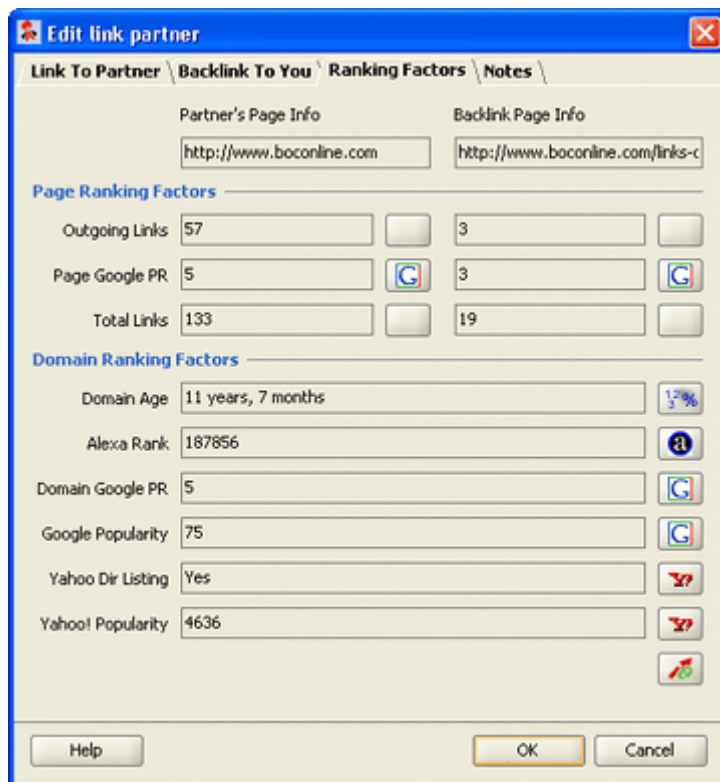 Edit link partner
Link To Partner Backlink To You Ranking Factors Notes
Partner's Page Info Backlink Page Info
http://www.boconline.com http://www.boconline.com/links-c
Page Ranking Factors
Outgoing Links 57 3
Page Google PR 5 G 3 G
Total Links 133 19
Domain Ranking Factors
Domain Age 11 years, 7 months 123%
Alexa Rank 187856 a
Domain Google PR 5 G
Google Popularity 75 G
Yahoo Dir Listing Yes Y?
Yahoo! Popularity 4636 Y?
Help OK Cancel